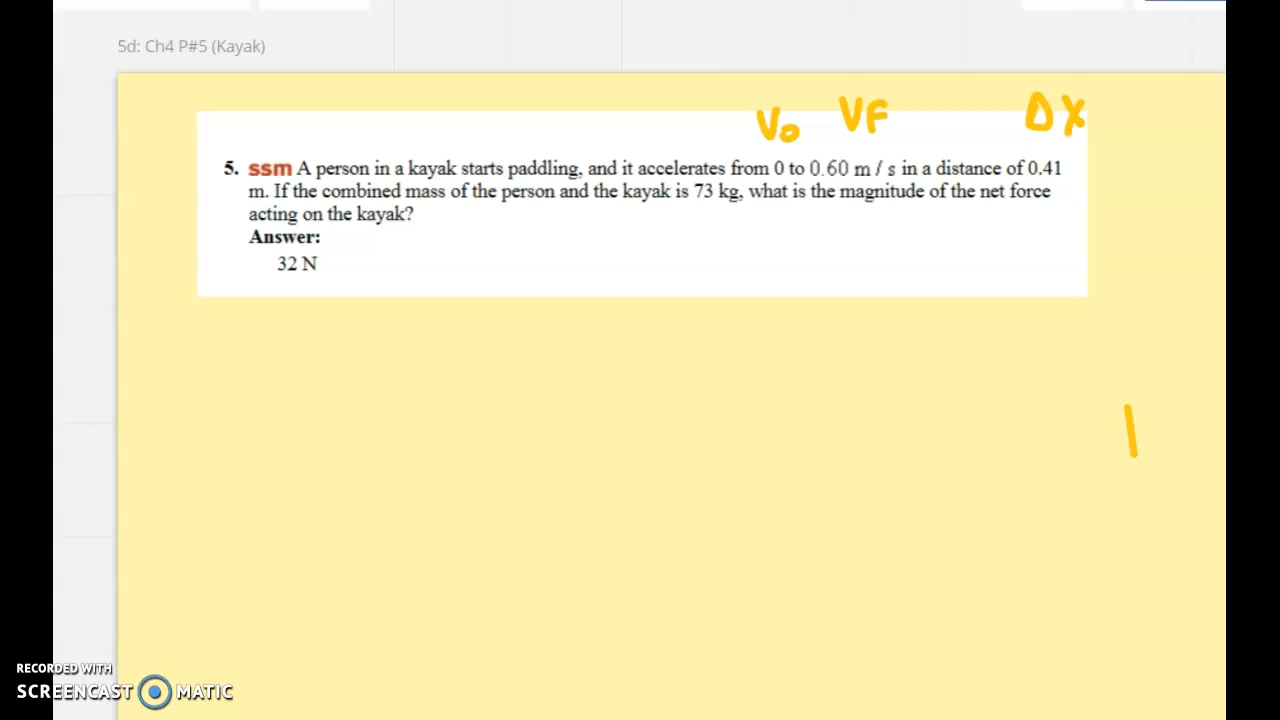 5d: Ch4 P#5 (Kayak)
Vo VF ΔX
5. ssm A person in a kayak starts paddling, and it accelerates from 0 to 0.60 m / s in a distance of 0.41
m. If the combined mass of the person and the kayak is 73 kg, what is the magnitude of the net force
acting on the kayak?
Answer:
32 N
RECORDED WITH
SCREENCAST MATIC